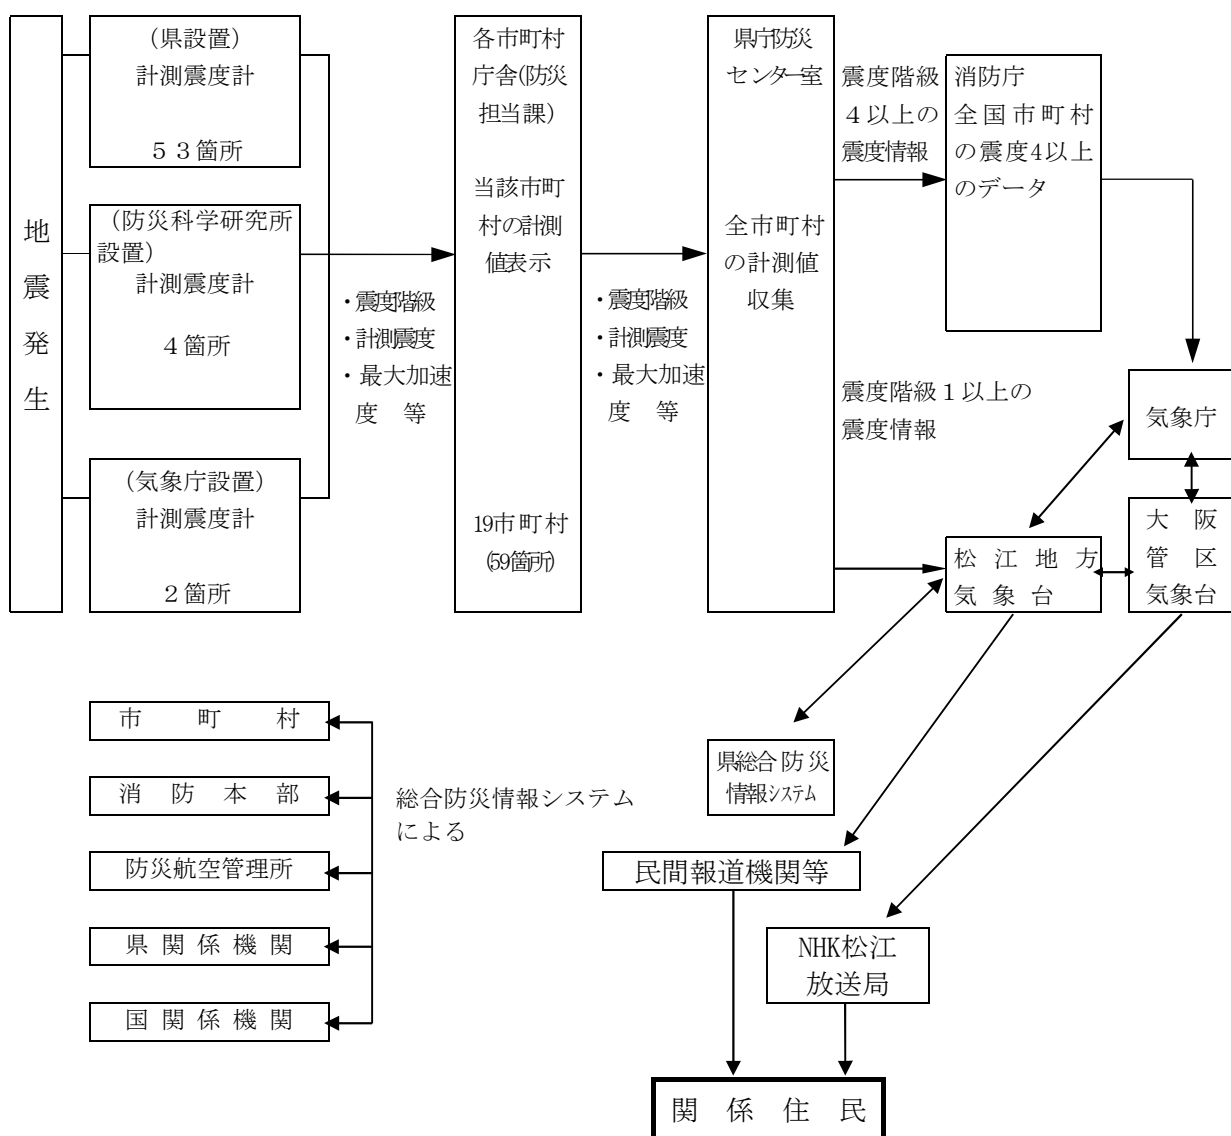 地震発生
（県設置）
計測震度計
５３箇所
（防災科学研究所
設置）
計測震度計
４箇所
（気象庁設置）
計測震度計
２箇所
・震度階級
・計測震度
・最大加速
度　等
各市町村
庁舎(防災
担当課)
当該市町
村の計測
値表示
19市町村
(59箇所)
・震度階級
・計測震度
・最大加速
度　等
県庁防災
センター室
全市町村
の計測値
収集
震度階級
４以上の
震度情報
消防庁
全国市町村
の震度4以上
のデータ
震度階級１以上の
震度情報
気象庁
松江地方
気象台
大阪
管区
気象台
県総合防災
情報システム
民間報道機関等
NHK松江
放送局
関係住民
市町村
消防本部
防災航空管理所
県関係機関
国関係機関
総合防災情報システム
による